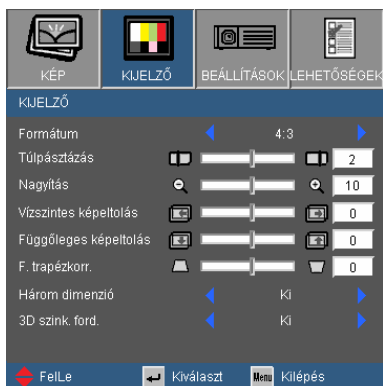 KÉP KIJELZŐ BEÁLLÍTÁSOK LEHETŐSÉGEK
KIJELZŐ
Formátum 4:3
Túlpásztázás 2
Nagyítás 10
Vízszintes képeltolás 0
Függőleges képeltolás 0
F. trapézkorr. 0
Három dimenzió Ki
3D szink. ford. Ki
FelLe Kiválaszt Menu Kilépés